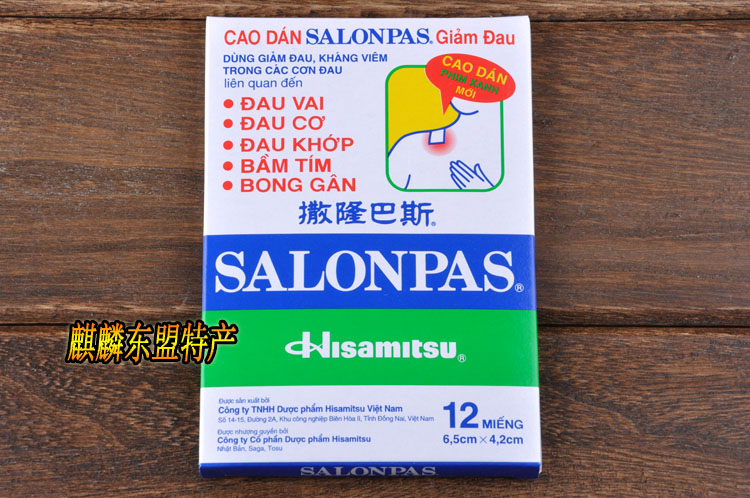 CAO DÁN SALONPAS® Giảm Đau
DÙNG GIẢM ĐAU, KHÁNG VIÊM
TRONG CÁC CƠN ĐAU
liên quan đến
CAO DÁN
PHIM XANH
MỚI
• ĐAU VAI
• ĐAU CƠ
• ĐAU KHỚP
• BẦM TÍM
• BONG GÂN
撒隆巴斯®
SALONPAS®
麒麟东盟特产
Hisamitsu®
Được sản xuất bởi
Công ty TNHH Dược phẩm Hisamitsu Việt Nam
Số 14-15, Đường 2A, Khu công nghiệp Biên Hòa II, Tỉnh Đồng Nai, Việt Nam
Được nhượng quyền bởi
Công ty Cổ phần Dược phẩm Hisamitsu
Nhật Bản, Saga, Tosu
12 MIẾNG
6,5cm×4,2cm
SALONPAS